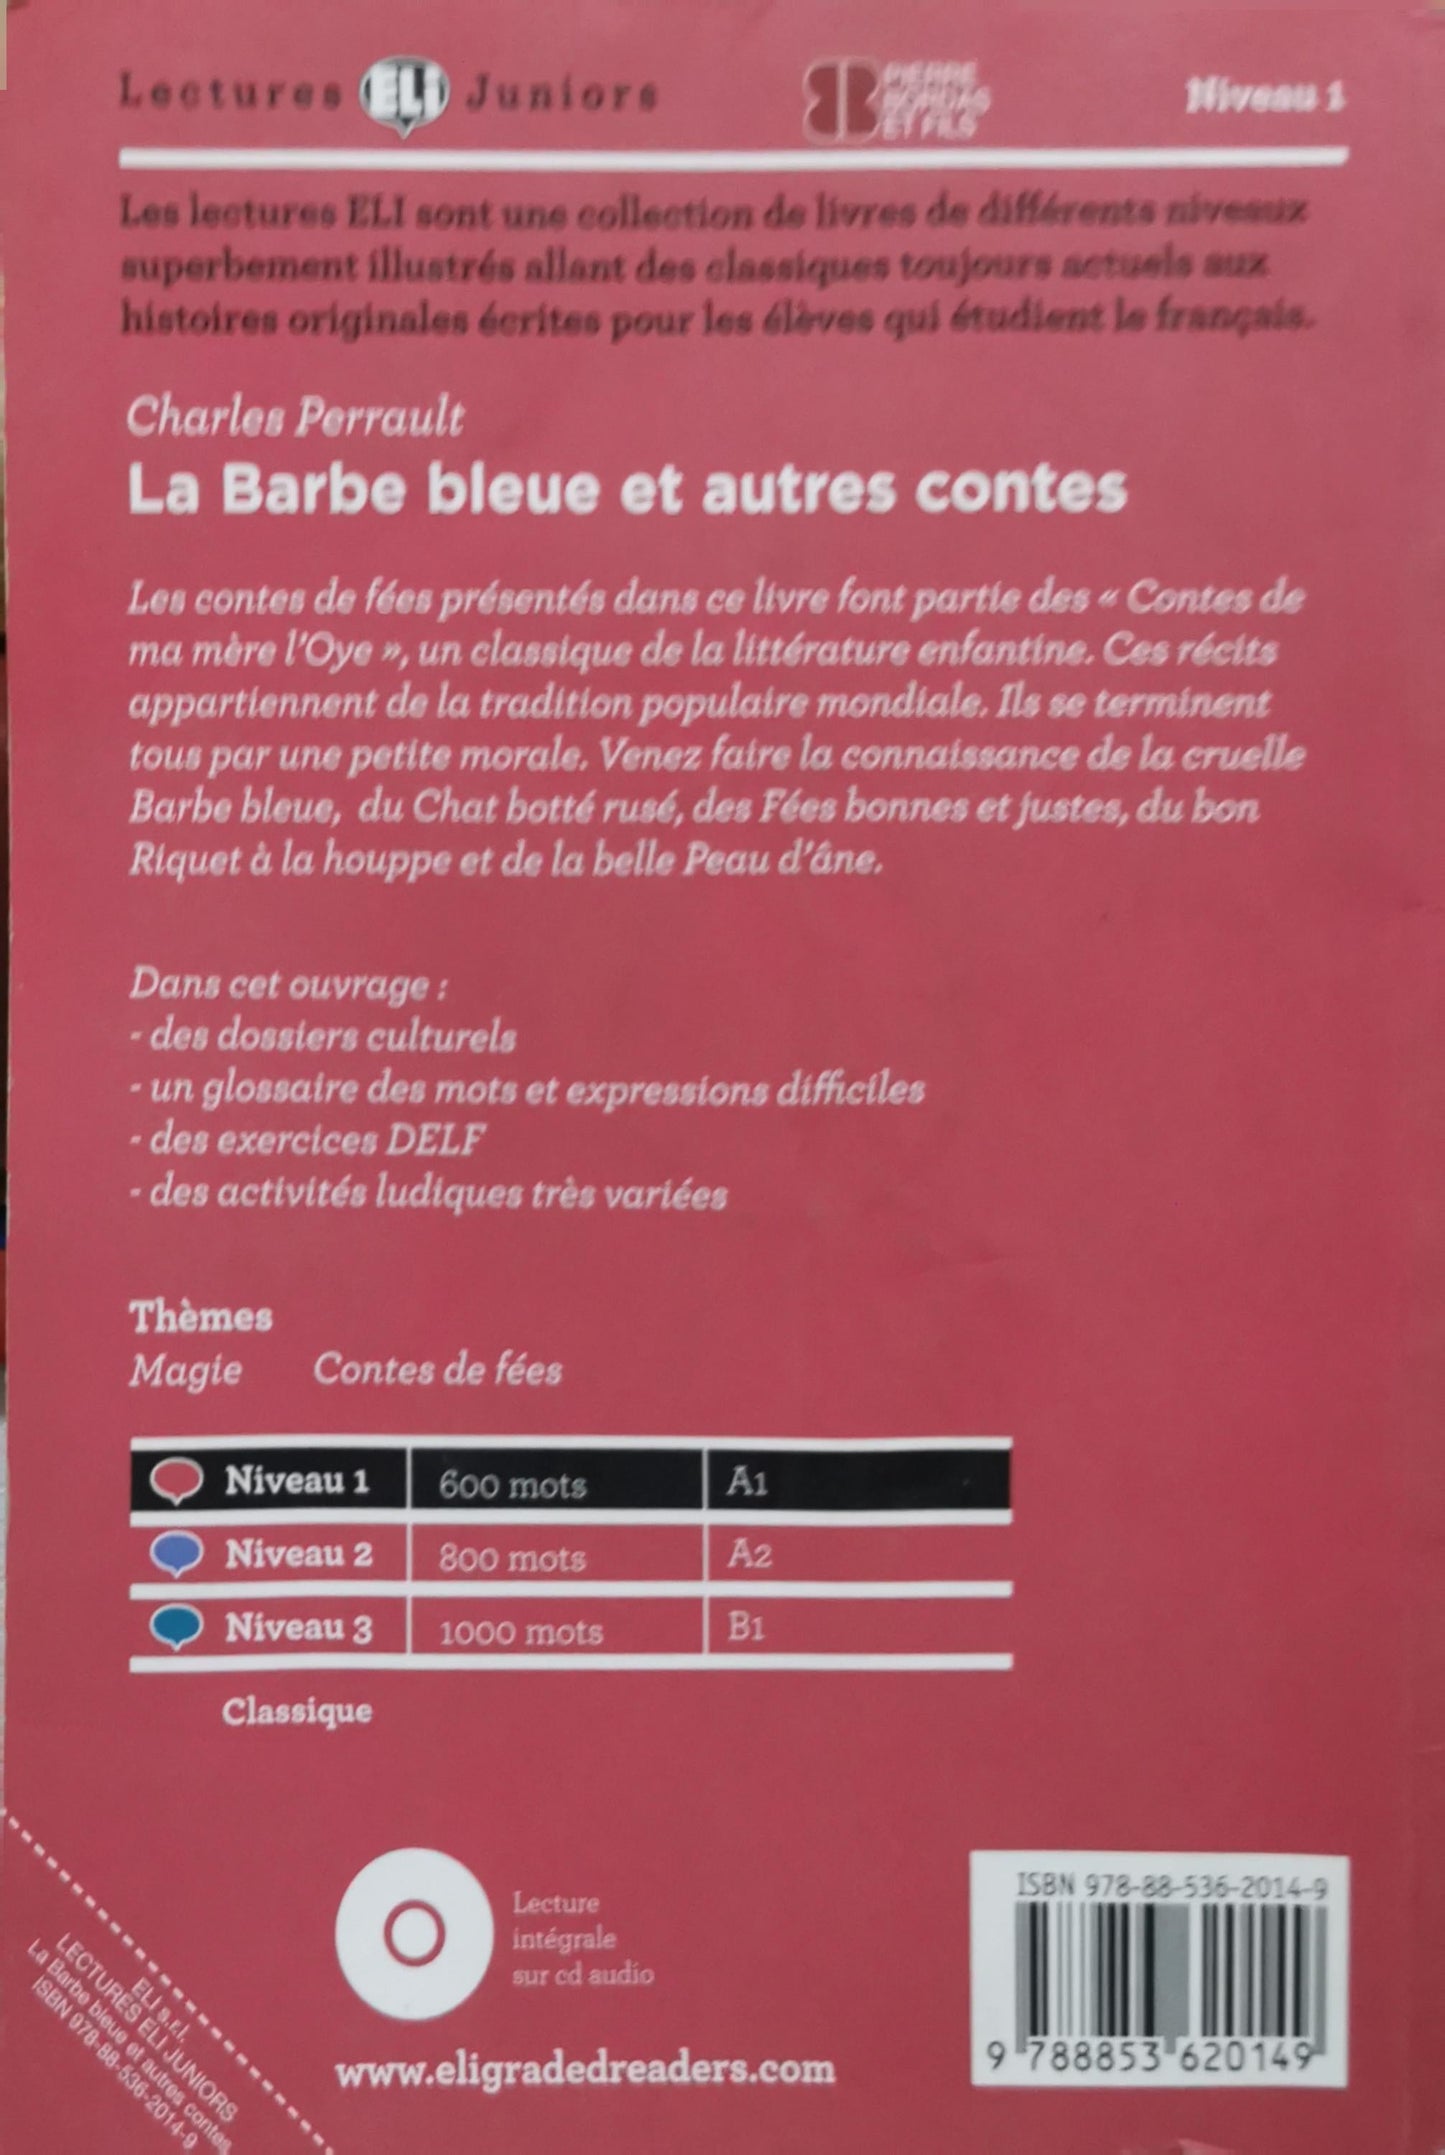 Lectures ELi Juniors
PIERRE
BORDAS
ET FILS
Niveau 1
Les lectures ELI sont une collection de livres de différents niveaux
superbement illustrés allant des classiques toujours actuels aux
histoires originales écrites pour les élèves qui étudient le français.
Charles Perrault
La Barbe bleue et autres contes
Les contes de fées présentés dans ce livre font partie des « Contes de
ma mère l'Oye », un classique de la littérature enfantine. Ces récits
appartiennent de la tradition populaire mondiale. Ils se terminent
tous par une petite morale. Venez faire la connaissance de la cruelle
Barbe bleue, du Chat botté rusé, des Fées bonnes et justes, du bon
Riquet à la houppe et de la belle Peau d'âne.
Dans cet ouvrage :
- des dossiers culturels
- un glossaire des mots et expressions difficiles
- des exercices DELF
- des activités ludiques très variées
Thèmes
Magie Contes de fées
Niveau 1 600 mots A1
Niveau 2 800 mots A2
Niveau 3 1000 mots B1
Classique
Lecture
intégrale
sur cd audio
www.eligradedreaders.com
ISBN 978-88-536-2014-9
9 788853 620149
ELI s.r.l.
LECTURES ELI JUNIORS
La Barbe bleue et autres contes
ISBN 978-88-536-2014-9